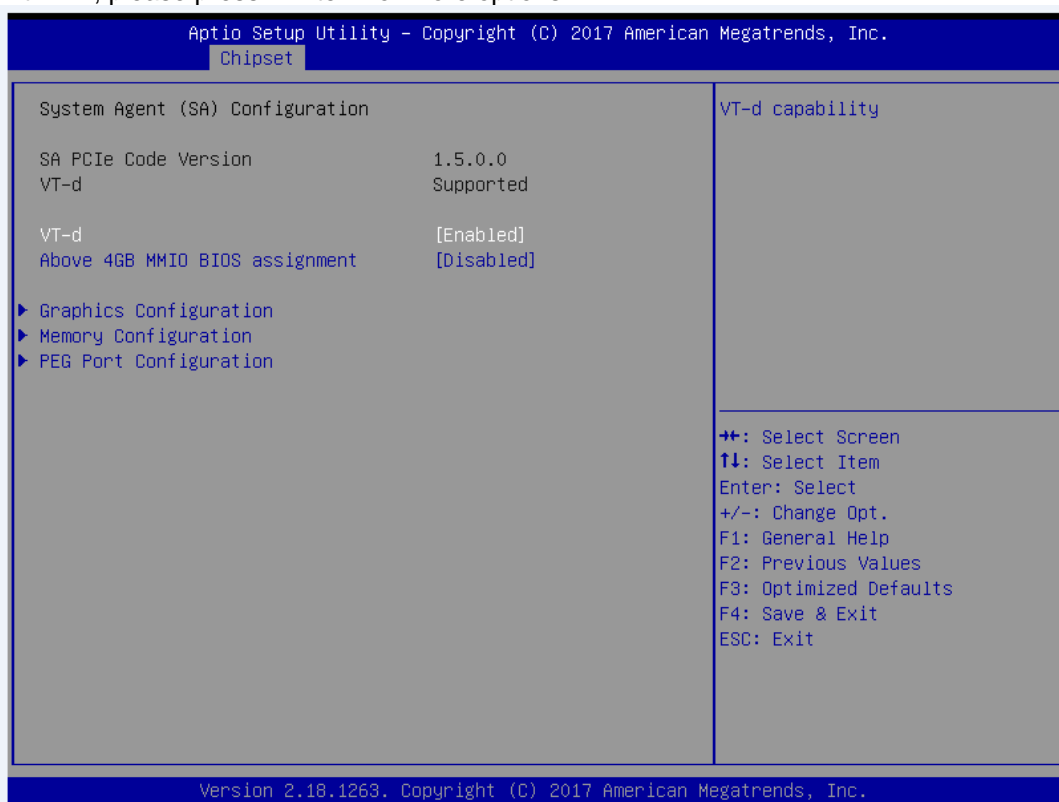 Aptio Setup Utility – Copyright (C) 2017 American Megatrends, Inc.
Chipset
System Agent (SA) Configuration
SA PCIe Code Version 1.5.0.0
VT-d Supported
VT-d [Enabled]
Above 4GB MMIO BIOS assignment [Disabled]
Graphics Configuration
Memory Configuration
PEG Port Configuration
VT-d capability
→←: Select Screen
↑↓: Select Item
Enter: Select
+/-: Change Opt.
F1: General Help
F2: Previous Values
F3: Optimized Defaults
F4: Save & Exit
ESC: Exit
Version 2.18.1263. Copyright (C) 2017 American Megatrends, Inc.